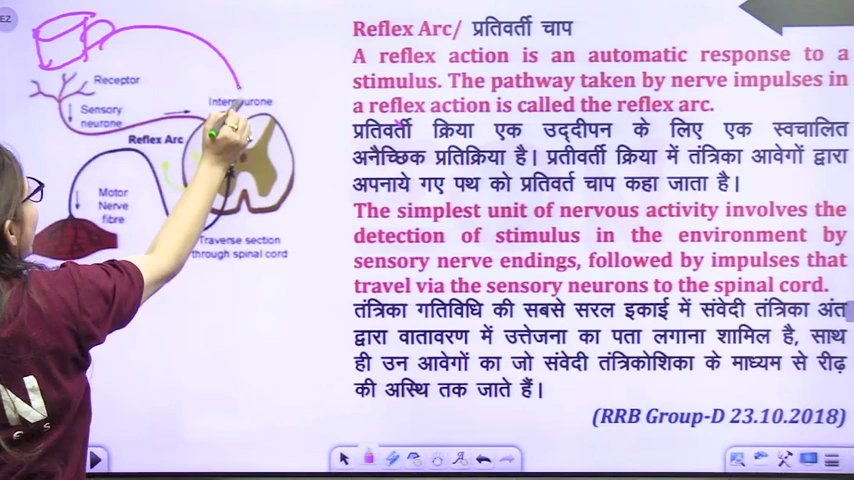 EZ
Reflex Arc/ प्रतिवर्ती चाप
A reflex action is an automatic response to a
stimulus. The pathway taken by nerve impulses in
a reflex action is called the reflex arc.
प्रतिवर्ती क्रिया एक उद्दीपन के लिए एक स्वचालित
अनैच्छिक प्रतिक्रिया है। प्रतीवर्ती क्रिया में तंत्रिका आवेगों द्वारा
अपनाये गए पथ को प्रतिवर्त चाप कहा जाता है।
The simplest unit of nervous activity involves the
detection of stimulus in the environment by
sensory nerve endings, followed by impulses that
travel via the sensory neurons to the spinal cord.
तंत्रिका गतिविधि की सबसे सरल इकाई में संवेदी तंत्रिका अंत
द्वारा वातावरण में उत्तेजना का पता लगाना शामिल है, साथ
ही उन आवेगों का जो संवेदी तंत्रिकोशिका के माध्यम से रीढ़
की अस्थि तक जाते हैं।
(RRB Group-D 23.10.2018)
Receptor
Sensory
neurone
Interneurone
Reflex Arc
Motor
Nerve
fibre
Traverse section
through spinal cord
N